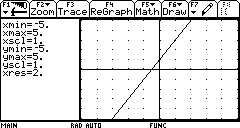 F1 F2 Zoom F3 Trace F4 ReGraph F5 Math F6 Draw F7
xmin=-5.
xmax=5.
xscl=1.
ymin=-5.
ymax=5.
yscl=1.
xres=2.
MAIN RAD AUTO FUNC